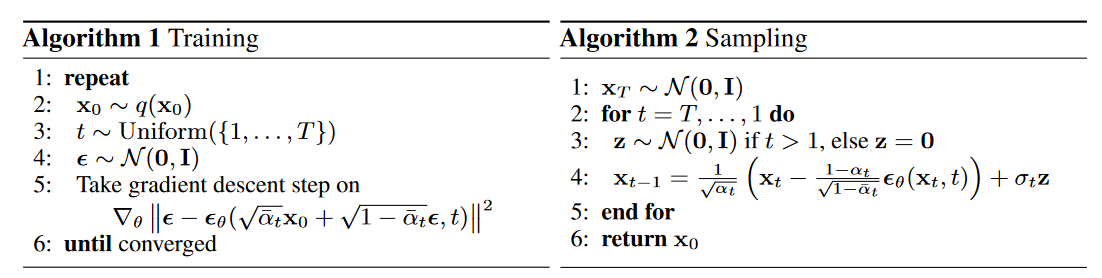 Algorithm 1 Training
1: repeat
2: x₀ ∼ q(x₀)
3: t ∼ Uniform({1, . . . , T})
4: ϵ ∼ 𝒩(0, I)
5: Take gradient descent step on
∇_θ ‖ϵ − ϵ_θ(√ᾱ_t x₀ + √(1 − ᾱ_t) ϵ, t)‖²
6: until converged
Algorithm 2 Sampling
1: x_T ∼ 𝒩(0, I)
2: for t = T, . . . , 1 do
3: z ∼ 𝒩(0, I) if t > 1, else z = 0
4: x_{t−1} = 1/√α_t (x_t − (1−α_t)/√(1−ᾱ_t) ϵ_θ(x_t, t)) + σ_t z
5: end for
6: return x₀